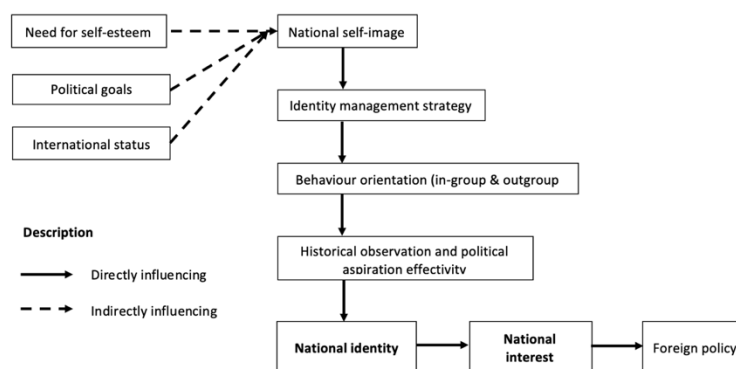 Need for self-esteem
National self-image
Political goals
Identity management strategy
International status
Behaviour orientation (in-group & outgroup
Description
Historical observation and political
aspiration effectivity
Directly influencing
Indirectly influencing
National identity
National
interest
Foreign policy